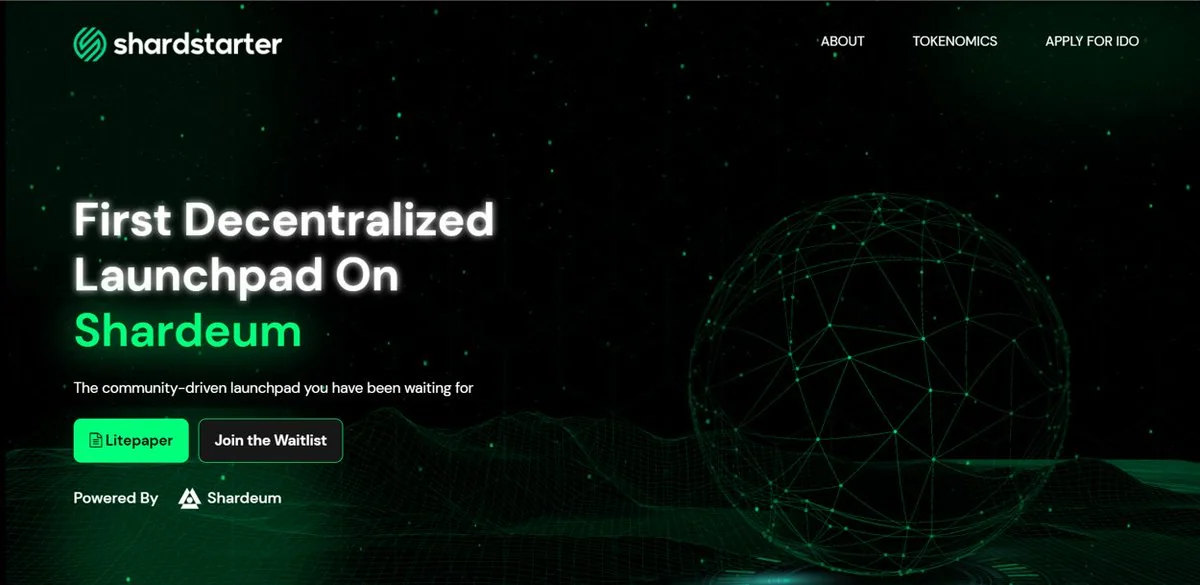 shardstarter
ABOUT
TOKENOMICS
APPLY FOR IDO
First Decentralized
Launchpad On
Shardeum
The community-driven launchpad you have been waiting for
Litepaper
Join the Waitlist
Powered By Shardeum